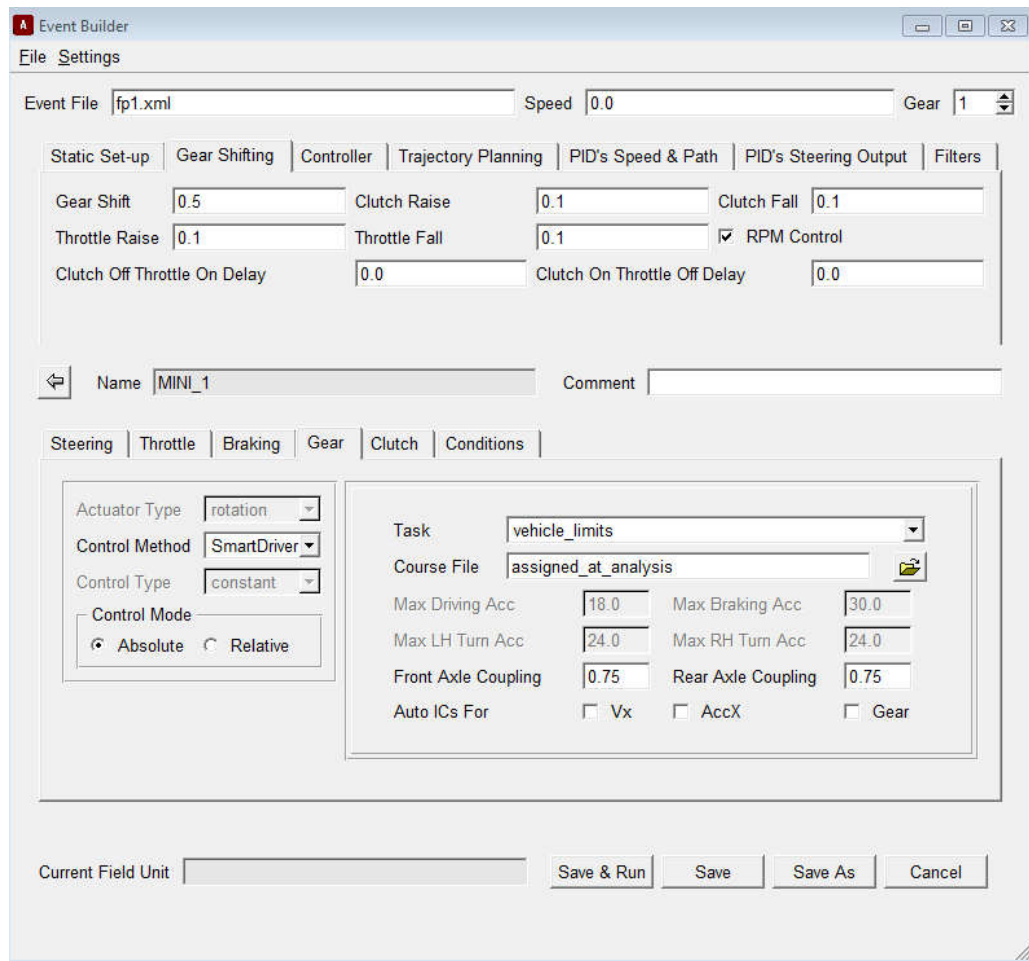 Event Builder
File Settings
Event File fp1.xml Speed 0.0 Gear 1
Static Set-up Gear Shifting Controller Trajectory Planning PID's Speed & Path PID's Steering Output Filters
Gear Shift 0.5 Clutch Raise 0.1 Clutch Fall 0.1
Throttle Raise 0.1 Throttle Fall 0.1 RPM Control
Clutch Off Throttle On Delay 0.0 Clutch On Throttle Off Delay 0.0
Name MINI_1 Comment
Steering Throttle Braking Gear Clutch Conditions
Actuator Type rotation
Control Method SmartDriver
Control Type constant
Control Mode
Absolute Relative
Task vehicle_limits
Course File assigned_at_analysis
Max Driving Acc 18.0 Max Braking Acc 30.0
Max LH Turn Acc 24.0 Max RH Turn Acc 24.0
Front Axle Coupling 0.75 Rear Axle Coupling 0.75
Auto ICs For Vx AccX Gear
Current Field Unit Save & Run Save Save As Cancel